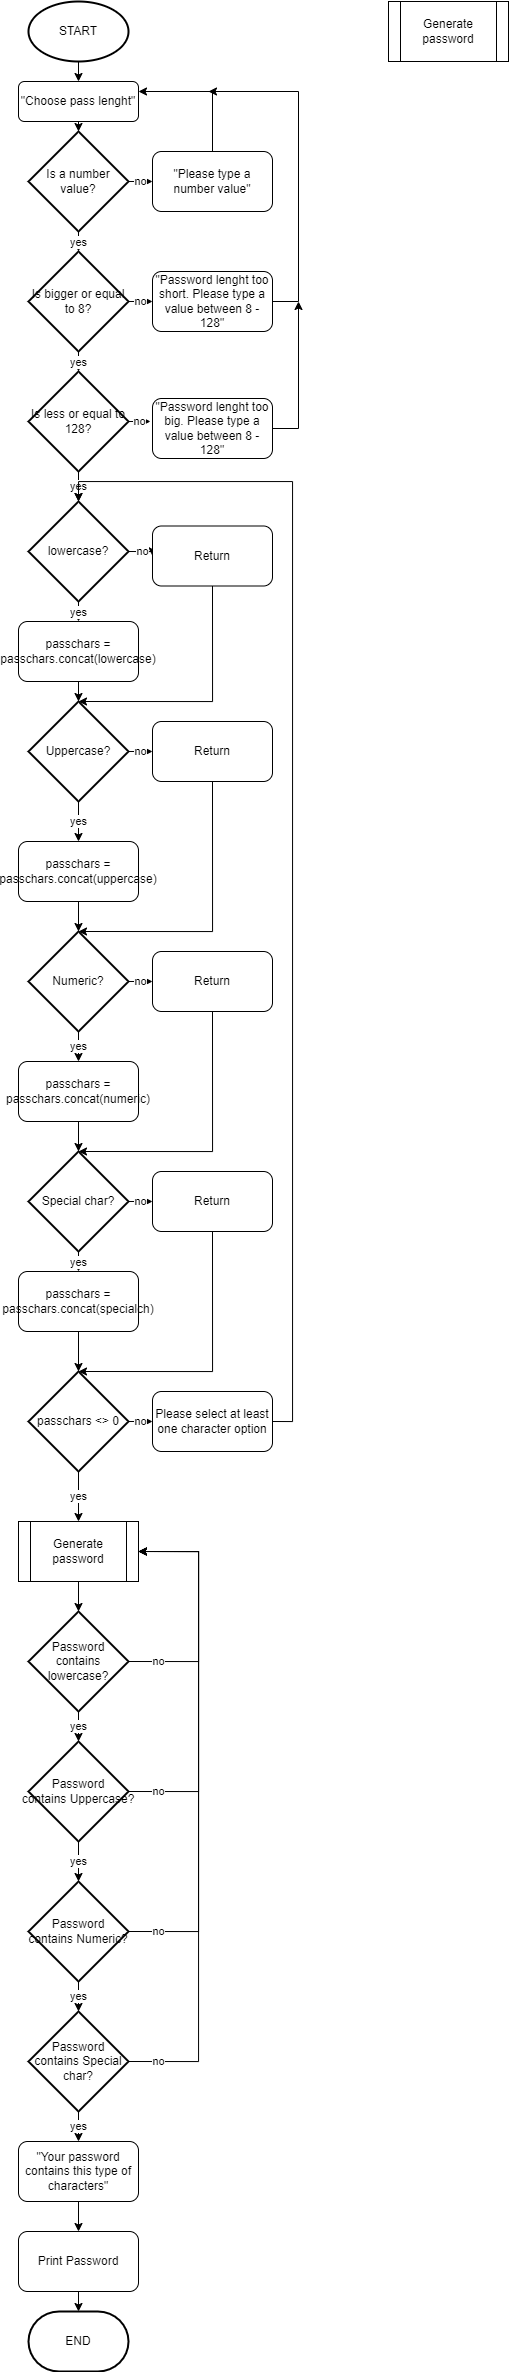 START
Generate
password
"Choose pass lenght"
Is a number
value?
no
"Please type a
number value"
yes
Is bigger or equal
to 8?
no
"Password lenght too
short. Please type a
value between 8 -
128"
yes
Is less or equal to
128?
no
"Password lenght too
big. Please type a
value between 8 -
128"
yes
lowercase?
no
Return
yes
passchars =
passchars.concat(lowercase)
Uppercase?
no
Return
yes
passchars =
passchars.concat(uppercase)
Numeric?
no
Return
yes
passchars =
passchars.concat(numeric)
Special char?
no
Return
yes
passchars =
passchars.concat(specialch)
passchars <> 0
no
Please select at least
one character option
yes
Generate
password
Password
contains
lowercase?
no
yes
Password
contains Uppercase?
no
yes
Password
contains Numeric?
no
yes
Password
contains Special
char?
no
yes
"Your password
contains this type of
characters"
Print Password
END